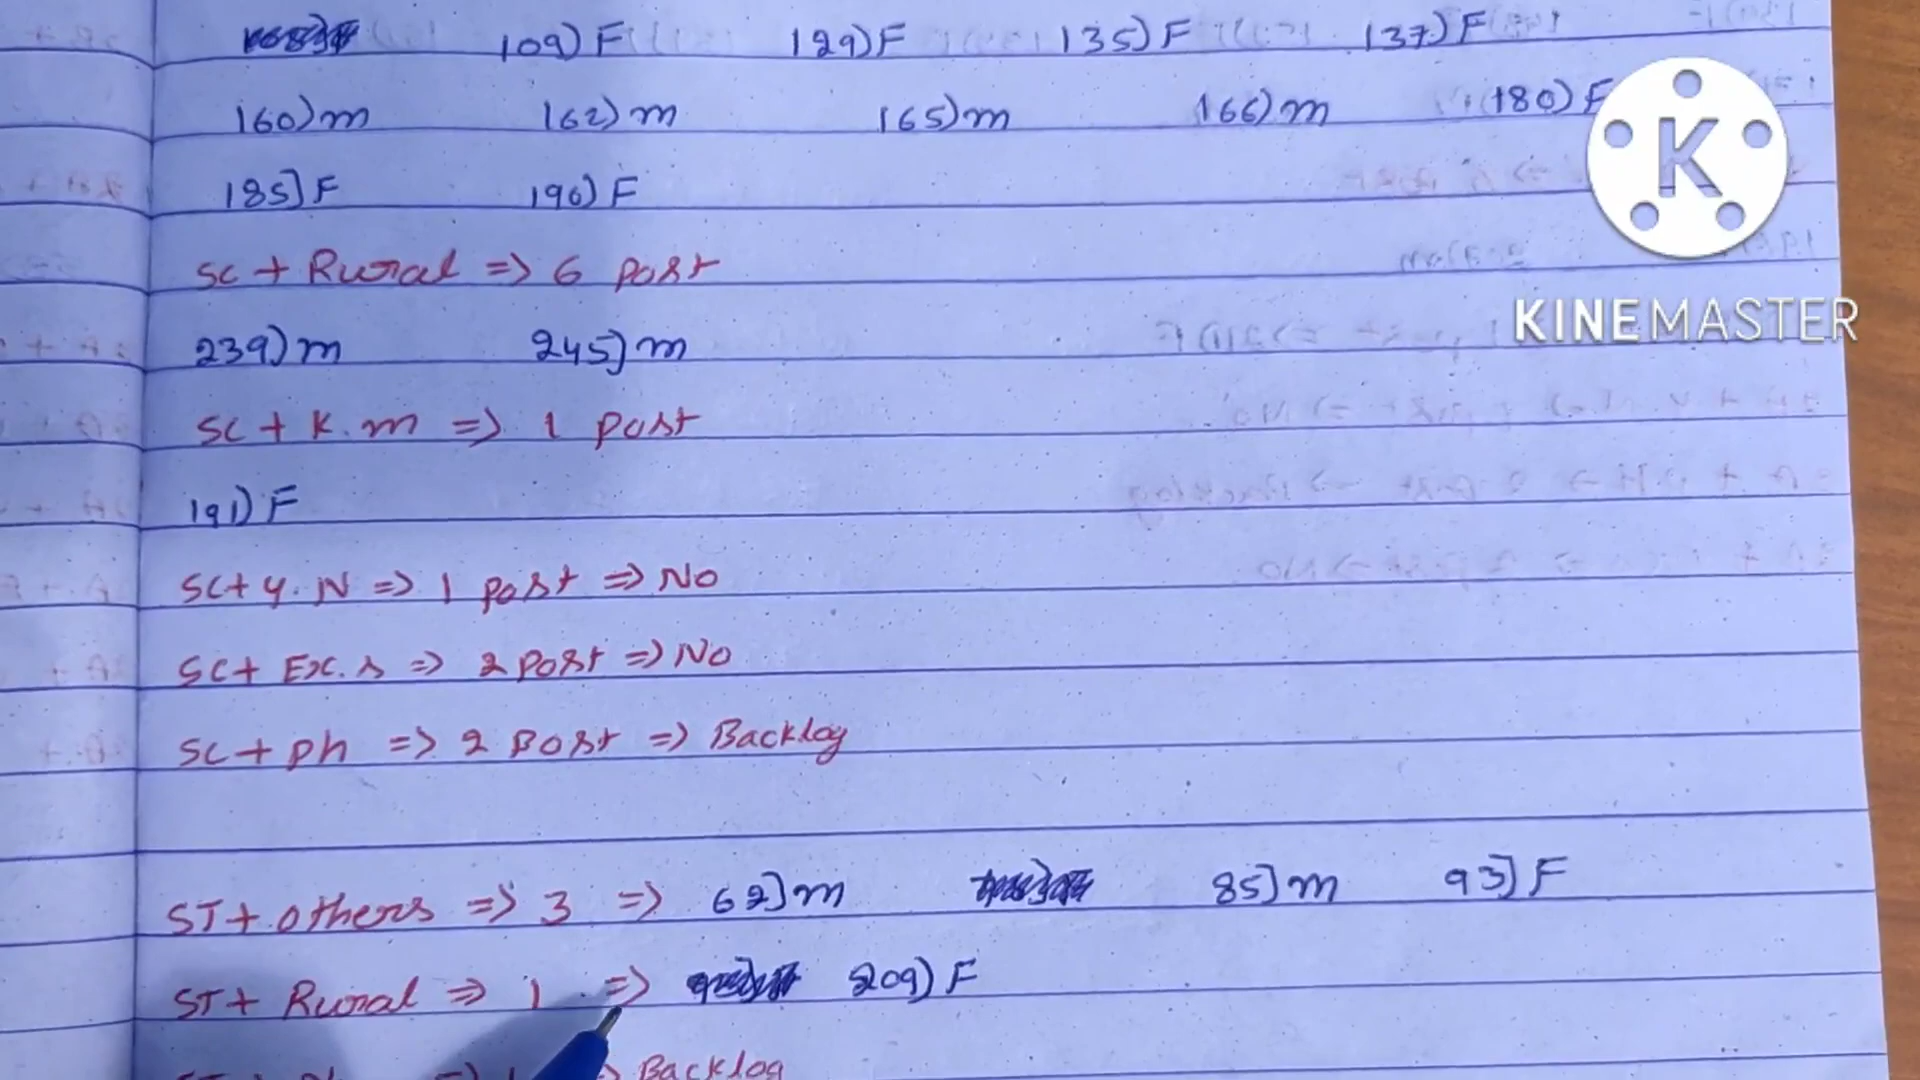 109) F 129) F 135) F 137) F
160) m 162) m 165) m 166) m 180) F
185] F 190) F
SC + Rural => 6 post
239) m 245] m
SC + K.m => 1 post
191) F
SC + Y.N => 1 post => No
SC + Ex.s => 2 Post => No
SC + ph => 2 Post => Backlog
ST + others => 3 => 62] m 85] m 93] F
ST + Rural => 1 => 209) F
Backlog
K
KINEMASTER